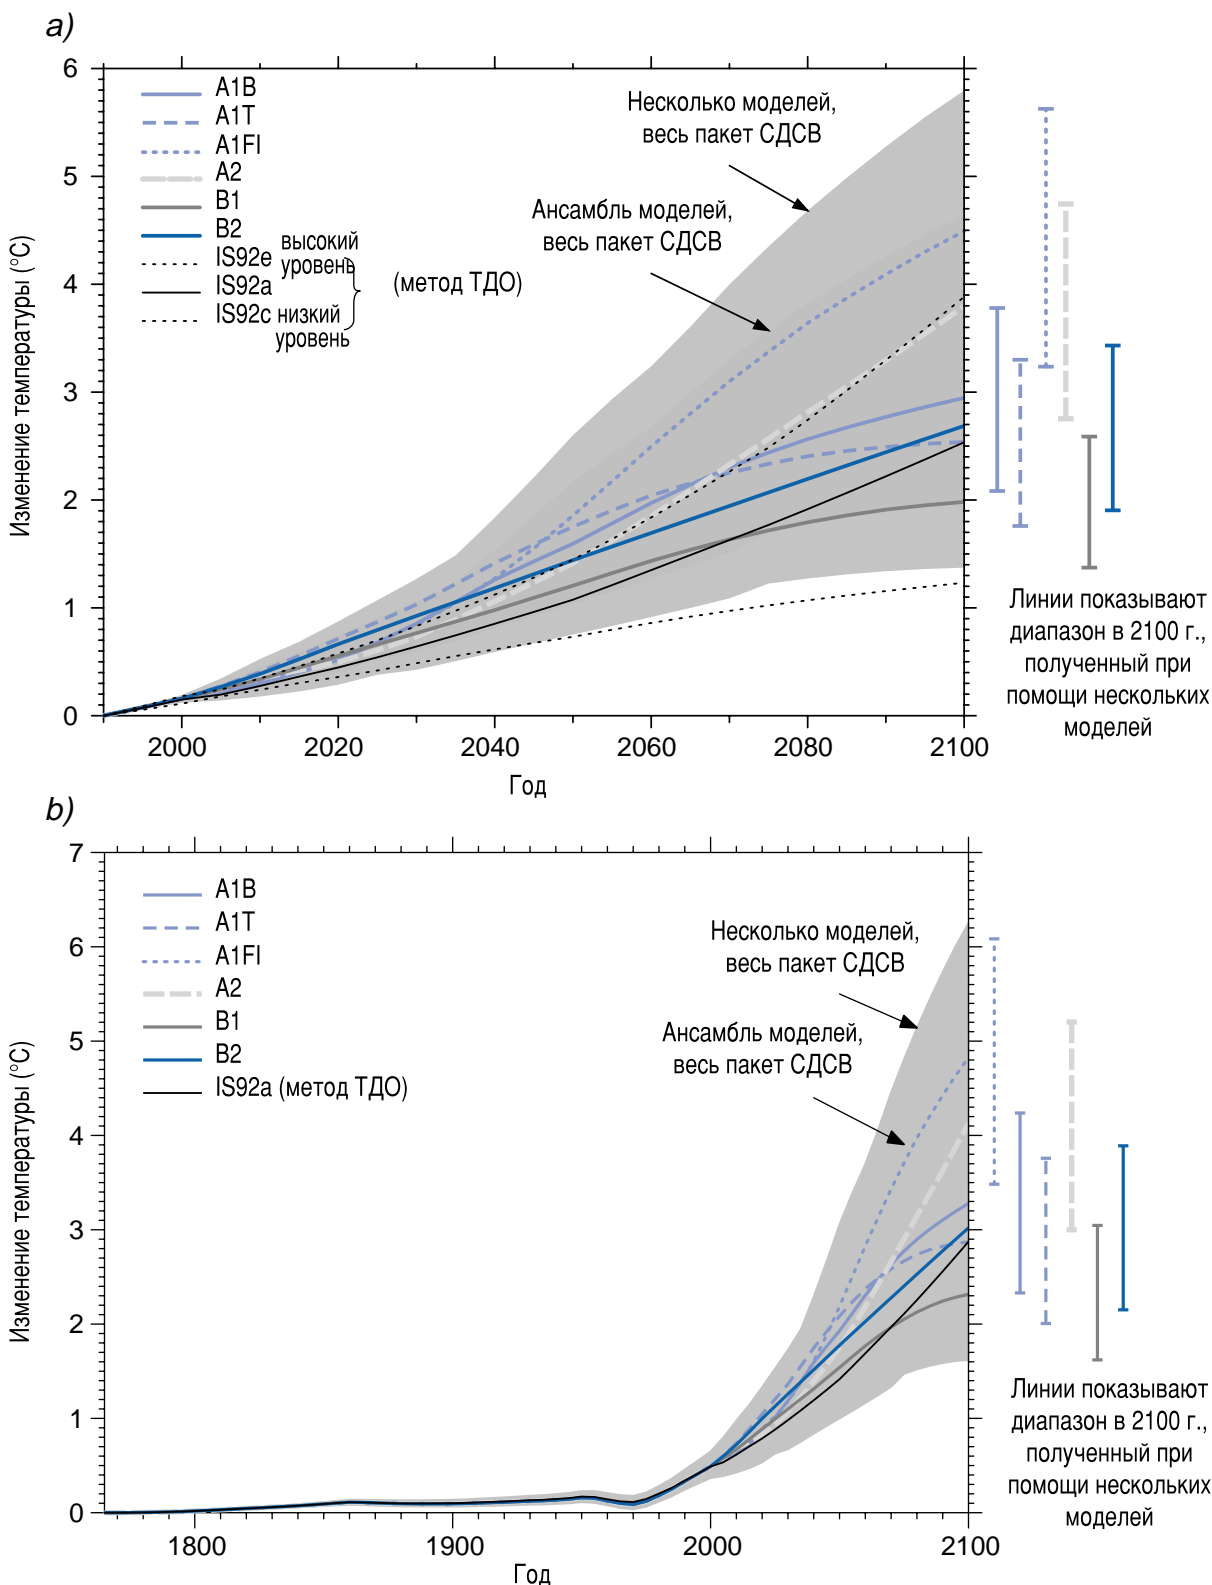 a)
6
5
4
3
2
1
0
Изменение температуры (°C)
A1B
A1T
A1FI
A2
B1
B2
IS92e высокий уровень
IS92a
IS92c низкий уровень
(метод ТДО)
Несколько моделей,
весь пакет СДСВ
Ансамбль моделей,
весь пакет СДСВ
2000 2020 2040 2060 2080 2100
Год
Линии показывают
диапазон в 2100 г.,
полученный при
помощи нескольких
моделей
b)
7
6
5
4
3
2
1
0
Изменение температуры (°C)
A1B
A1T
A1FI
A2
B1
B2
IS92a (метод ТДО)
Несколько моделей,
весь пакет СДСВ
Ансамбль моделей,
весь пакет СДСВ
1800 1900 2000 2100
Год
Линии показывают
диапазон в 2100 г.,
полученный при
помощи нескольких
моделей